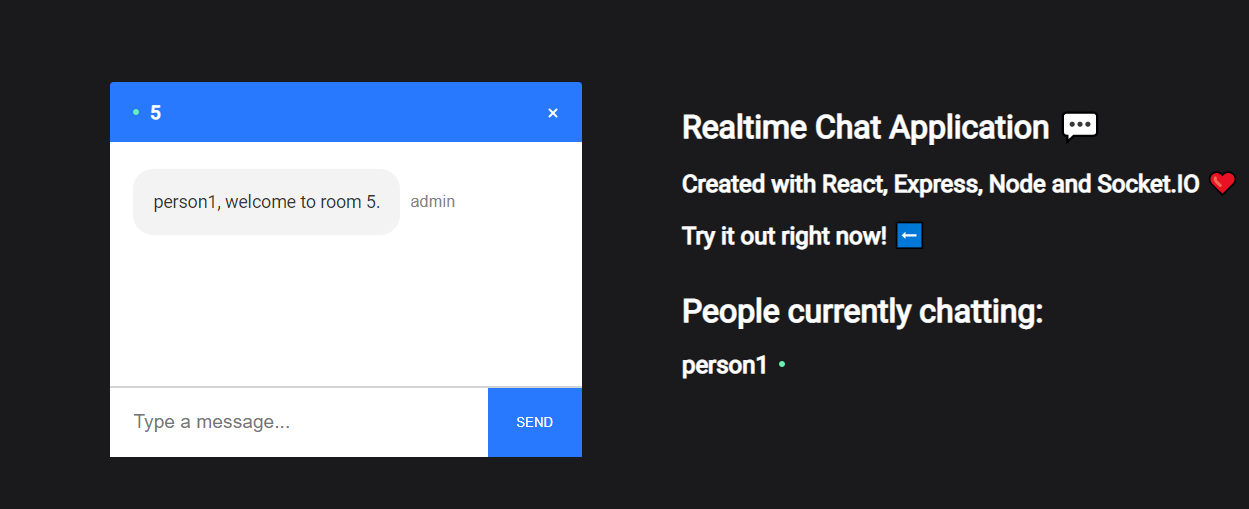 5
×
person1, welcome to room 5.
admin
Type a message...
SEND
Realtime Chat Application 💬
Created with React, Express, Node and Socket.IO ❤️
Try it out right now! ⬅️
People currently chatting:
person1